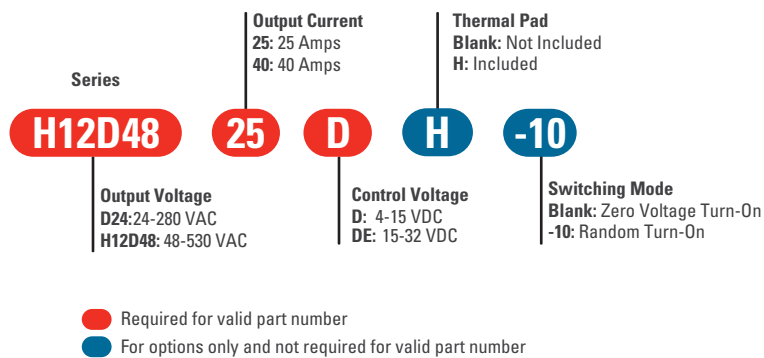 Output Current
25: 25 Amps
40: 40 Amps
Thermal Pad
Blank: Not Included
H: Included
Series
H12D48 25 D H -10
Output Voltage
D24:24-280 VAC
H12D48: 48-530 VAC
Control Voltage
D: 4-15 VDC
DE: 15-32 VDC
Switching Mode
Blank: Zero Voltage Turn-On
-10: Random Turn-On
Required for valid part number
For options only and not required for valid part number